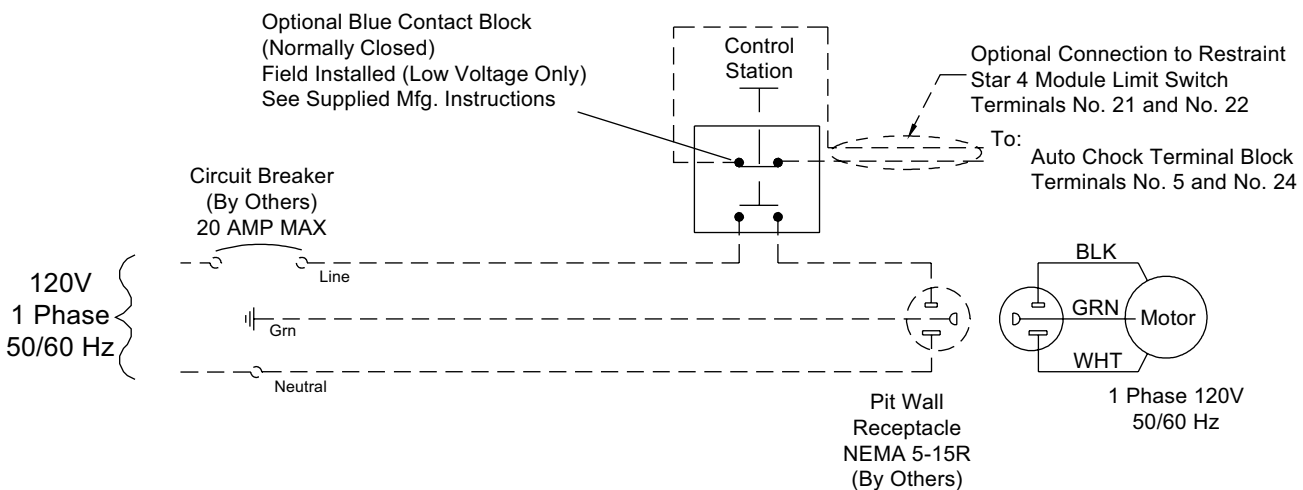 Optional Blue Contact Block
(Normally Closed)
Field Installed (Low Voltage Only)
See Supplied Mfg. Instructions
Control
Station
Optional Connection to Restraint
Star 4 Module Limit Switch
Terminals No. 21 and No. 22
To:
Auto Chock Terminal Block
Terminals No. 5 and No. 24
Circuit Breaker
(By Others)
20 AMP MAX
120V
1 Phase
50/60 Hz
Line
Grn
Neutral
BLK
GRN
WHT
Motor
Pit Wall
Receptacle
NEMA 5-15R
(By Others)
1 Phase 120V
50/60 Hz